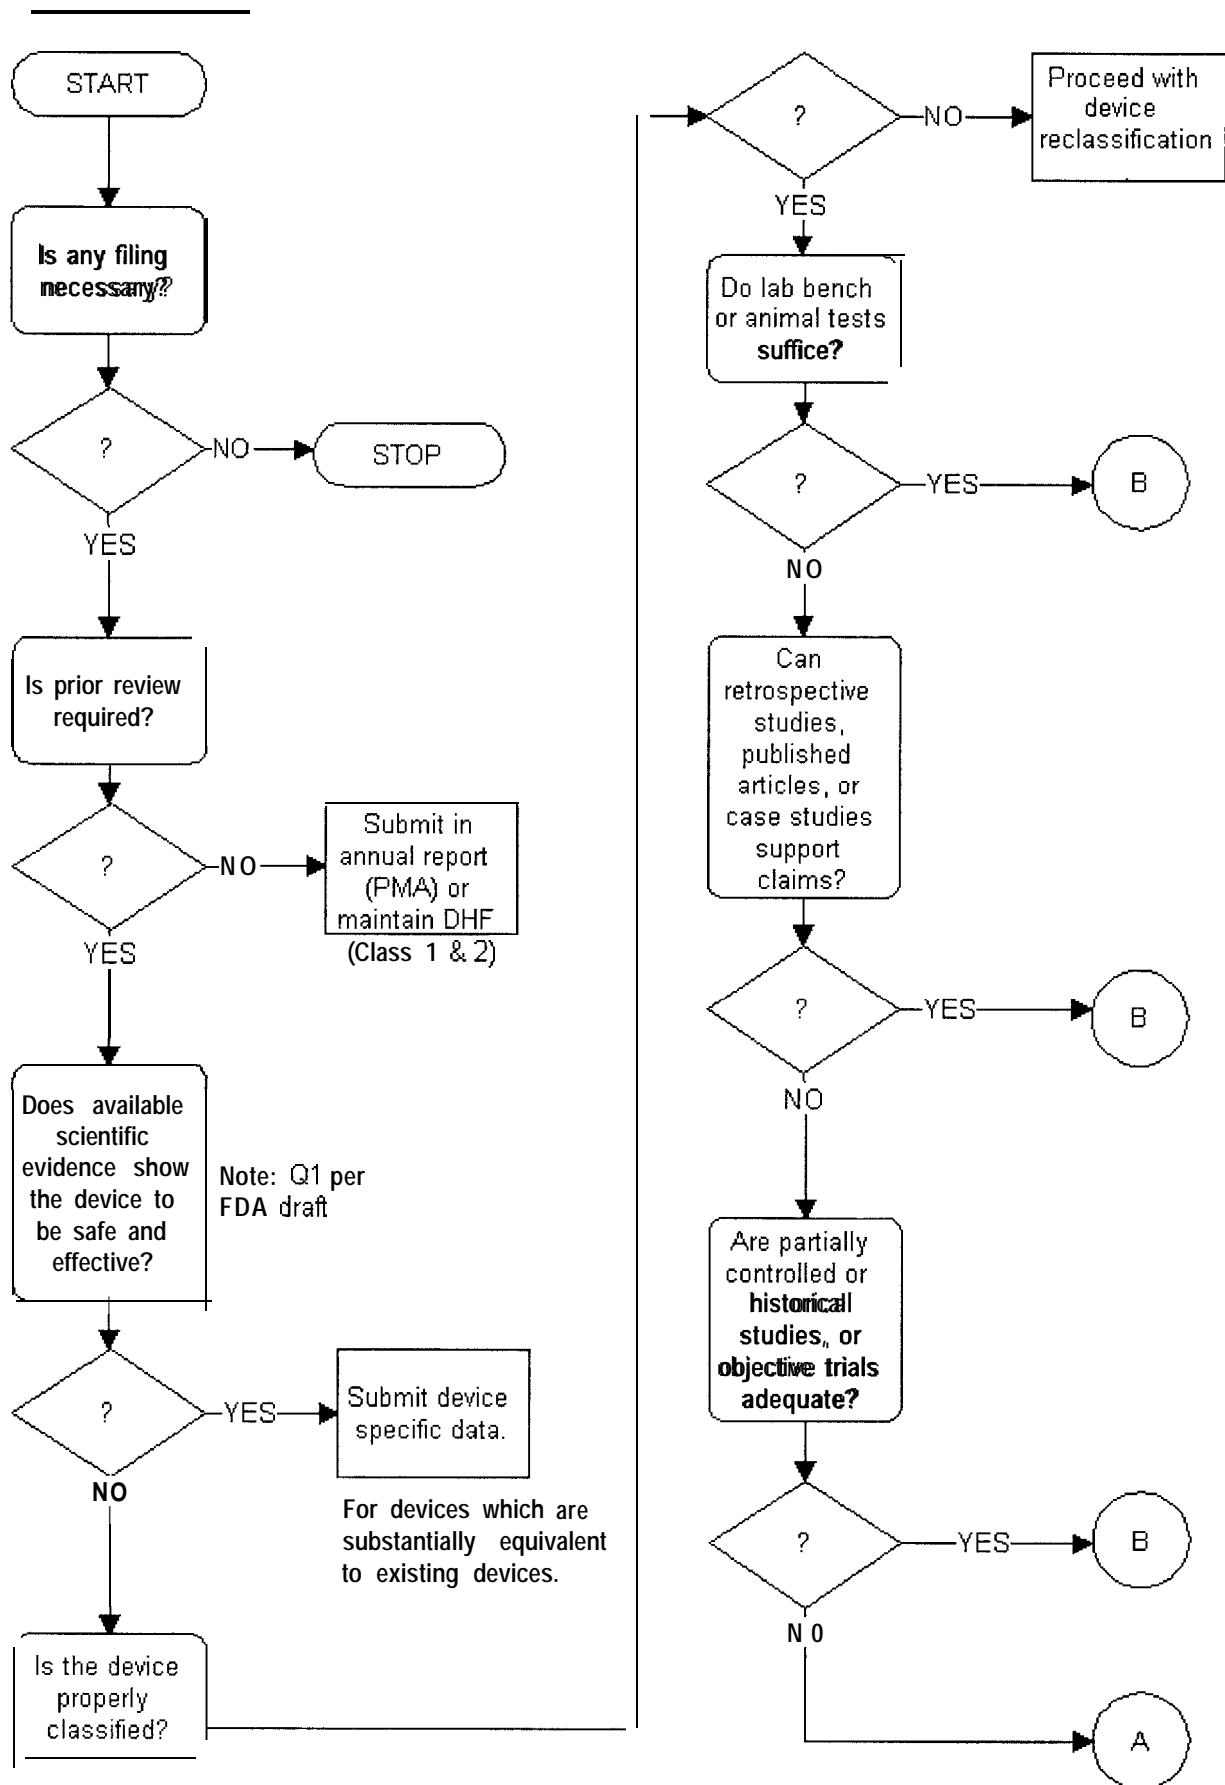 START
Is any filing
necessary?
?
NO
STOP
YES
Is prior review
required?
?
NO
Submit in
annual report
(PMA) or
maintain DHF
(Class 1 & 2)
YES
Does available
scientific
evidence show
the device to
be safe and
effective?
Note: Q1 per
FDA draft
?
YES
Submit device
specific data.
NO
For devices which are
substantially equivalent
to existing devices.
Is the device
properly
classified?
?
NO
Proceed with
device
reclassification
YES
Do lab bench
or animal tests
suffice?
?
YES
B
NO
Can
retrospective
studies,
published
articles, or
case studies
support
claims?
?
YES
B
NO
Are partially
controlled or
historical
studies, or
objective trials
adequate?
?
YES
B
NO
A